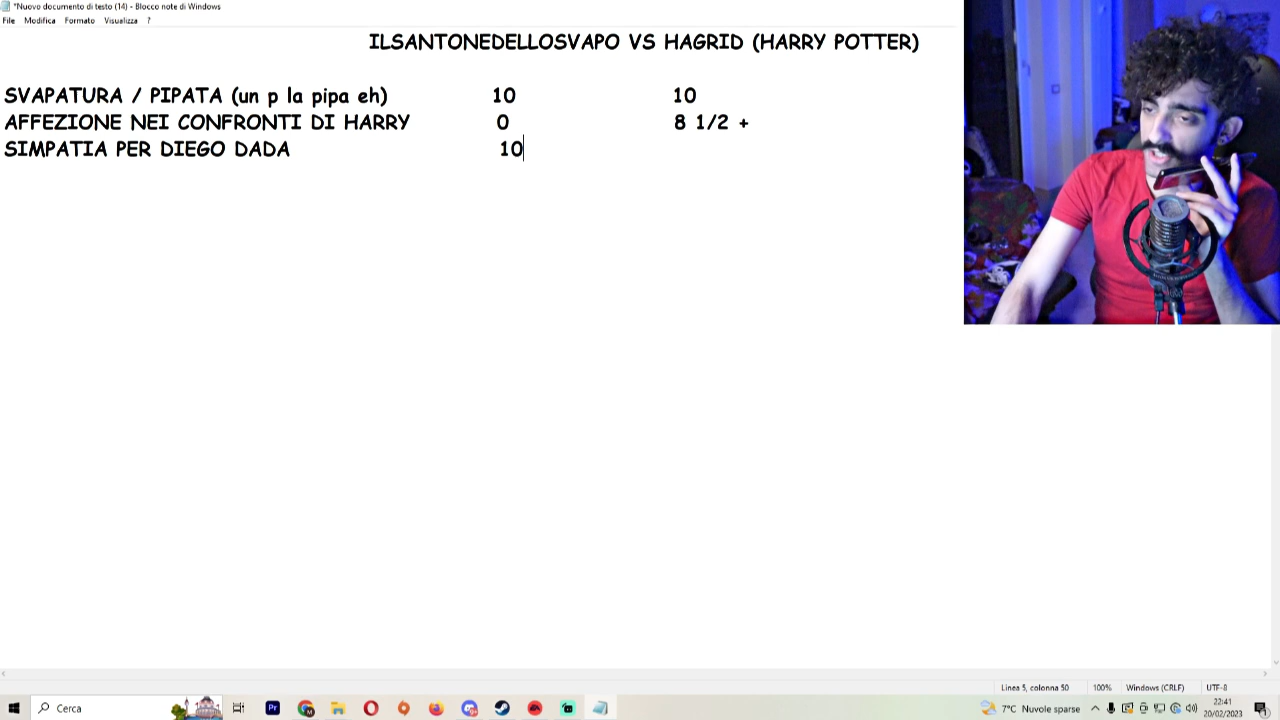 *Nuovo documento di testo (14) - Blocco note di Windows
File Modifica Formato Visualizza ?
ILSANTONEDELLOSVAPO VS HAGRID (HARRY POTTER)
SVAPATURA / PIPATA (un p la pipa eh) 10 10
AFFEZIONE NEI CONFRONTI DI HARRY 0 8 1/2 +
SIMPATIA PER DIEGO DADA 10
Linea 5, colonna 50 100% Windows (CRLF) UTF-8
Cerca Pr M 7°C Nuvole sparse 22:41
20/02/2023